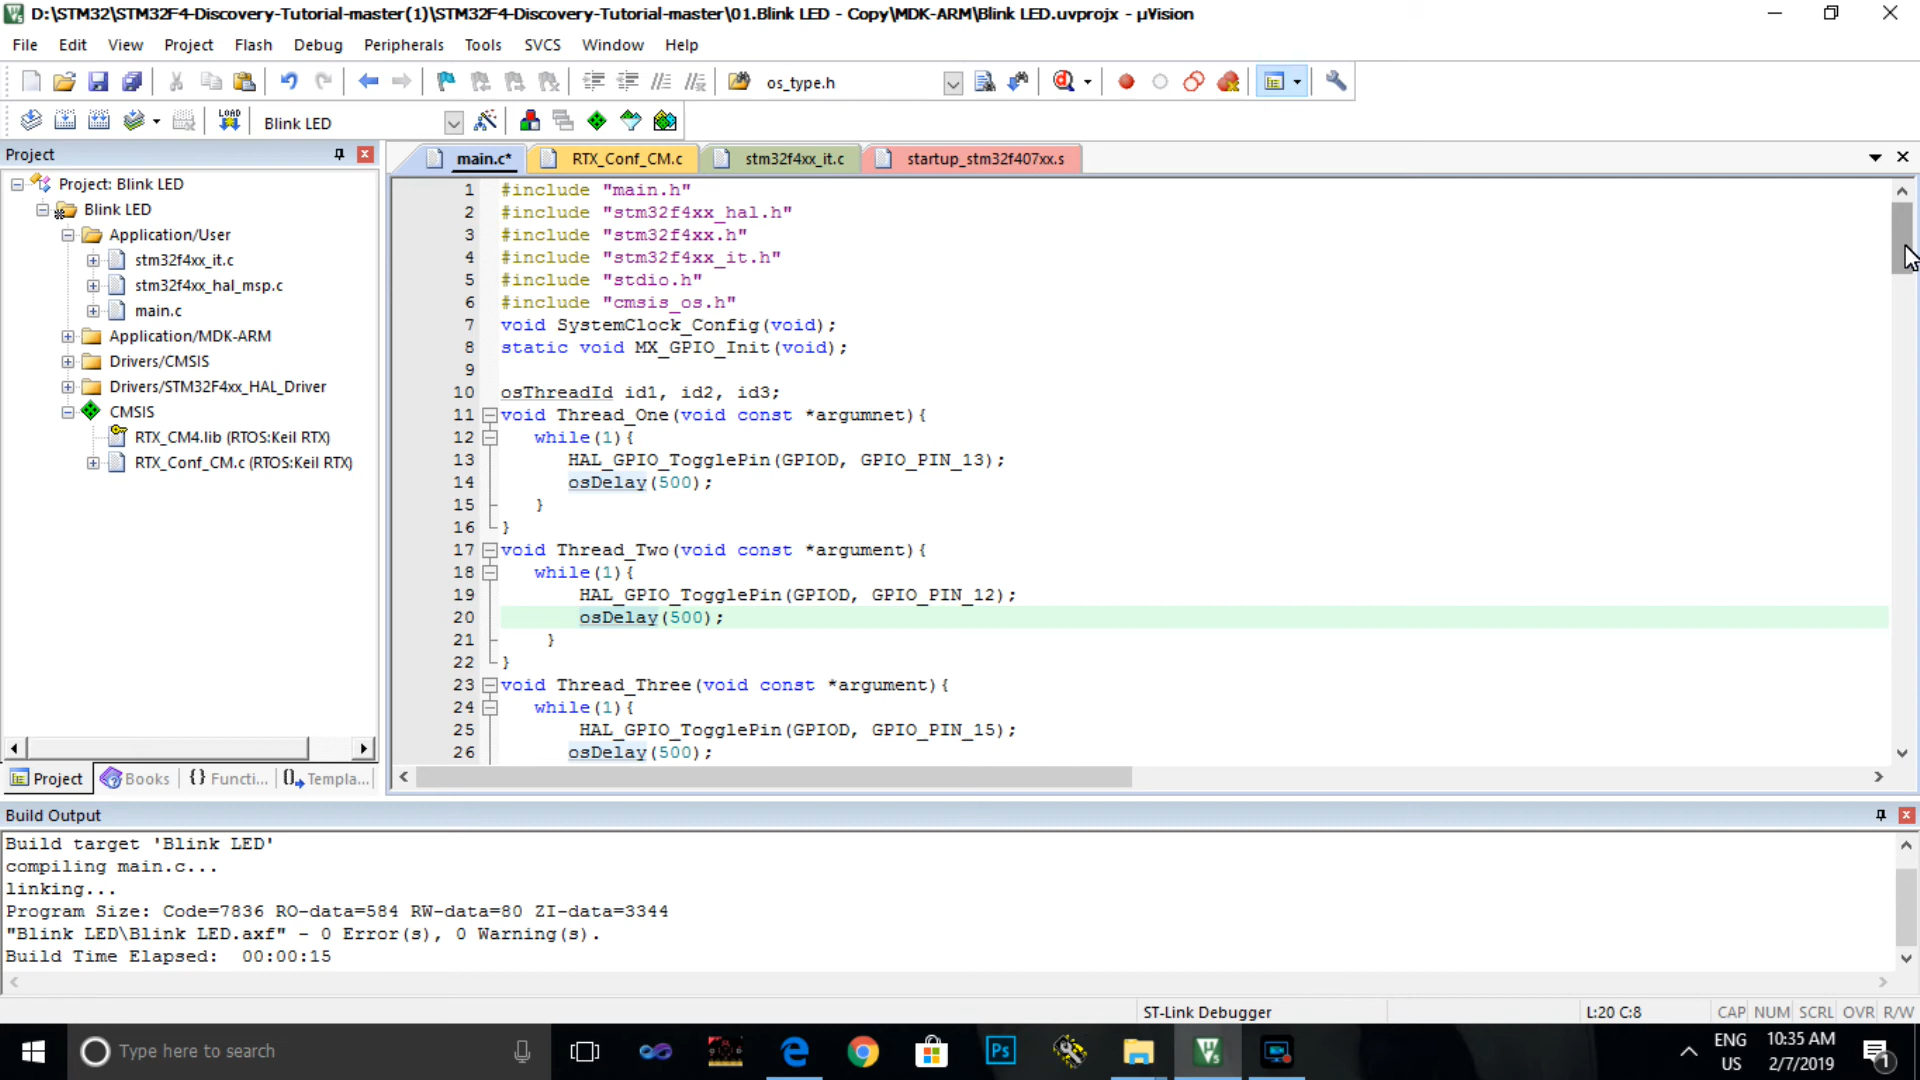 D:\STM32\STM32F4-Discovery-Tutorial-master(1)\STM32F4-Discovery-Tutorial-master\01.Blink LED - Copy\MDK-ARM\Blink LED.uvprojx - µVision
File Edit View Project Flash Debug Peripherals Tools SVCS Window Help
os_type.h
LOAD Blink LED
Project
main.c* RTX_Conf_CM.c stm32f4xx_it.c startup_stm32f407xx.s
Project: Blink LED
Blink LED
Application/User
stm32f4xx_it.c
stm32f4xx_hal_msp.c
main.c
Application/MDK-ARM
Drivers/CMSIS
Drivers/STM32F4xx_HAL_Driver
CMSIS
RTX_CM4.lib (RTOS:Keil RTX)
RTX_Conf_CM.c (RTOS:Keil RTX)
Project Books {} Functi... Templa...
1 #include "main.h"
2 #include "stm32f4xx_hal.h"
3 #include "stm32f4xx.h"
4 #include "stm32f4xx_it.h"
5 #include "stdio.h"
6 #include "cmsis_os.h"
7 void SystemClock_Config(void);
8 static void MX_GPIO_Init(void);
9
10 osThreadId id1, id2, id3;
11 void Thread_One(void const *argumnet){
12 while(1){
13 HAL_GPIO_TogglePin(GPIOD, GPIO_PIN_13);
14 osDelay(500);
15 }
16 }
17 void Thread_Two(void const *argument){
18 while(1){
19 HAL_GPIO_TogglePin(GPIOD, GPIO_PIN_12);
20 osDelay(500);
21 }
22 }
23 void Thread_Three(void const *argument){
24 while(1){
25 HAL_GPIO_TogglePin(GPIOD, GPIO_PIN_15);
26 osDelay(500);
Build Output
Build target 'Blink LED'
compiling main.c...
linking...
Program Size: Code=7836 RO-data=584 RW-data=80 ZI-data=3344
"Blink LED\Blink LED.axf" - 0 Error(s), 0 Warning(s).
Build Time Elapsed:  00:00:15
ST-Link Debugger L:20 C:8 CAP NUM SCRL OVR R/W
Type here to search
Ps
ENG
US
10:35 AM
2/7/2019
1